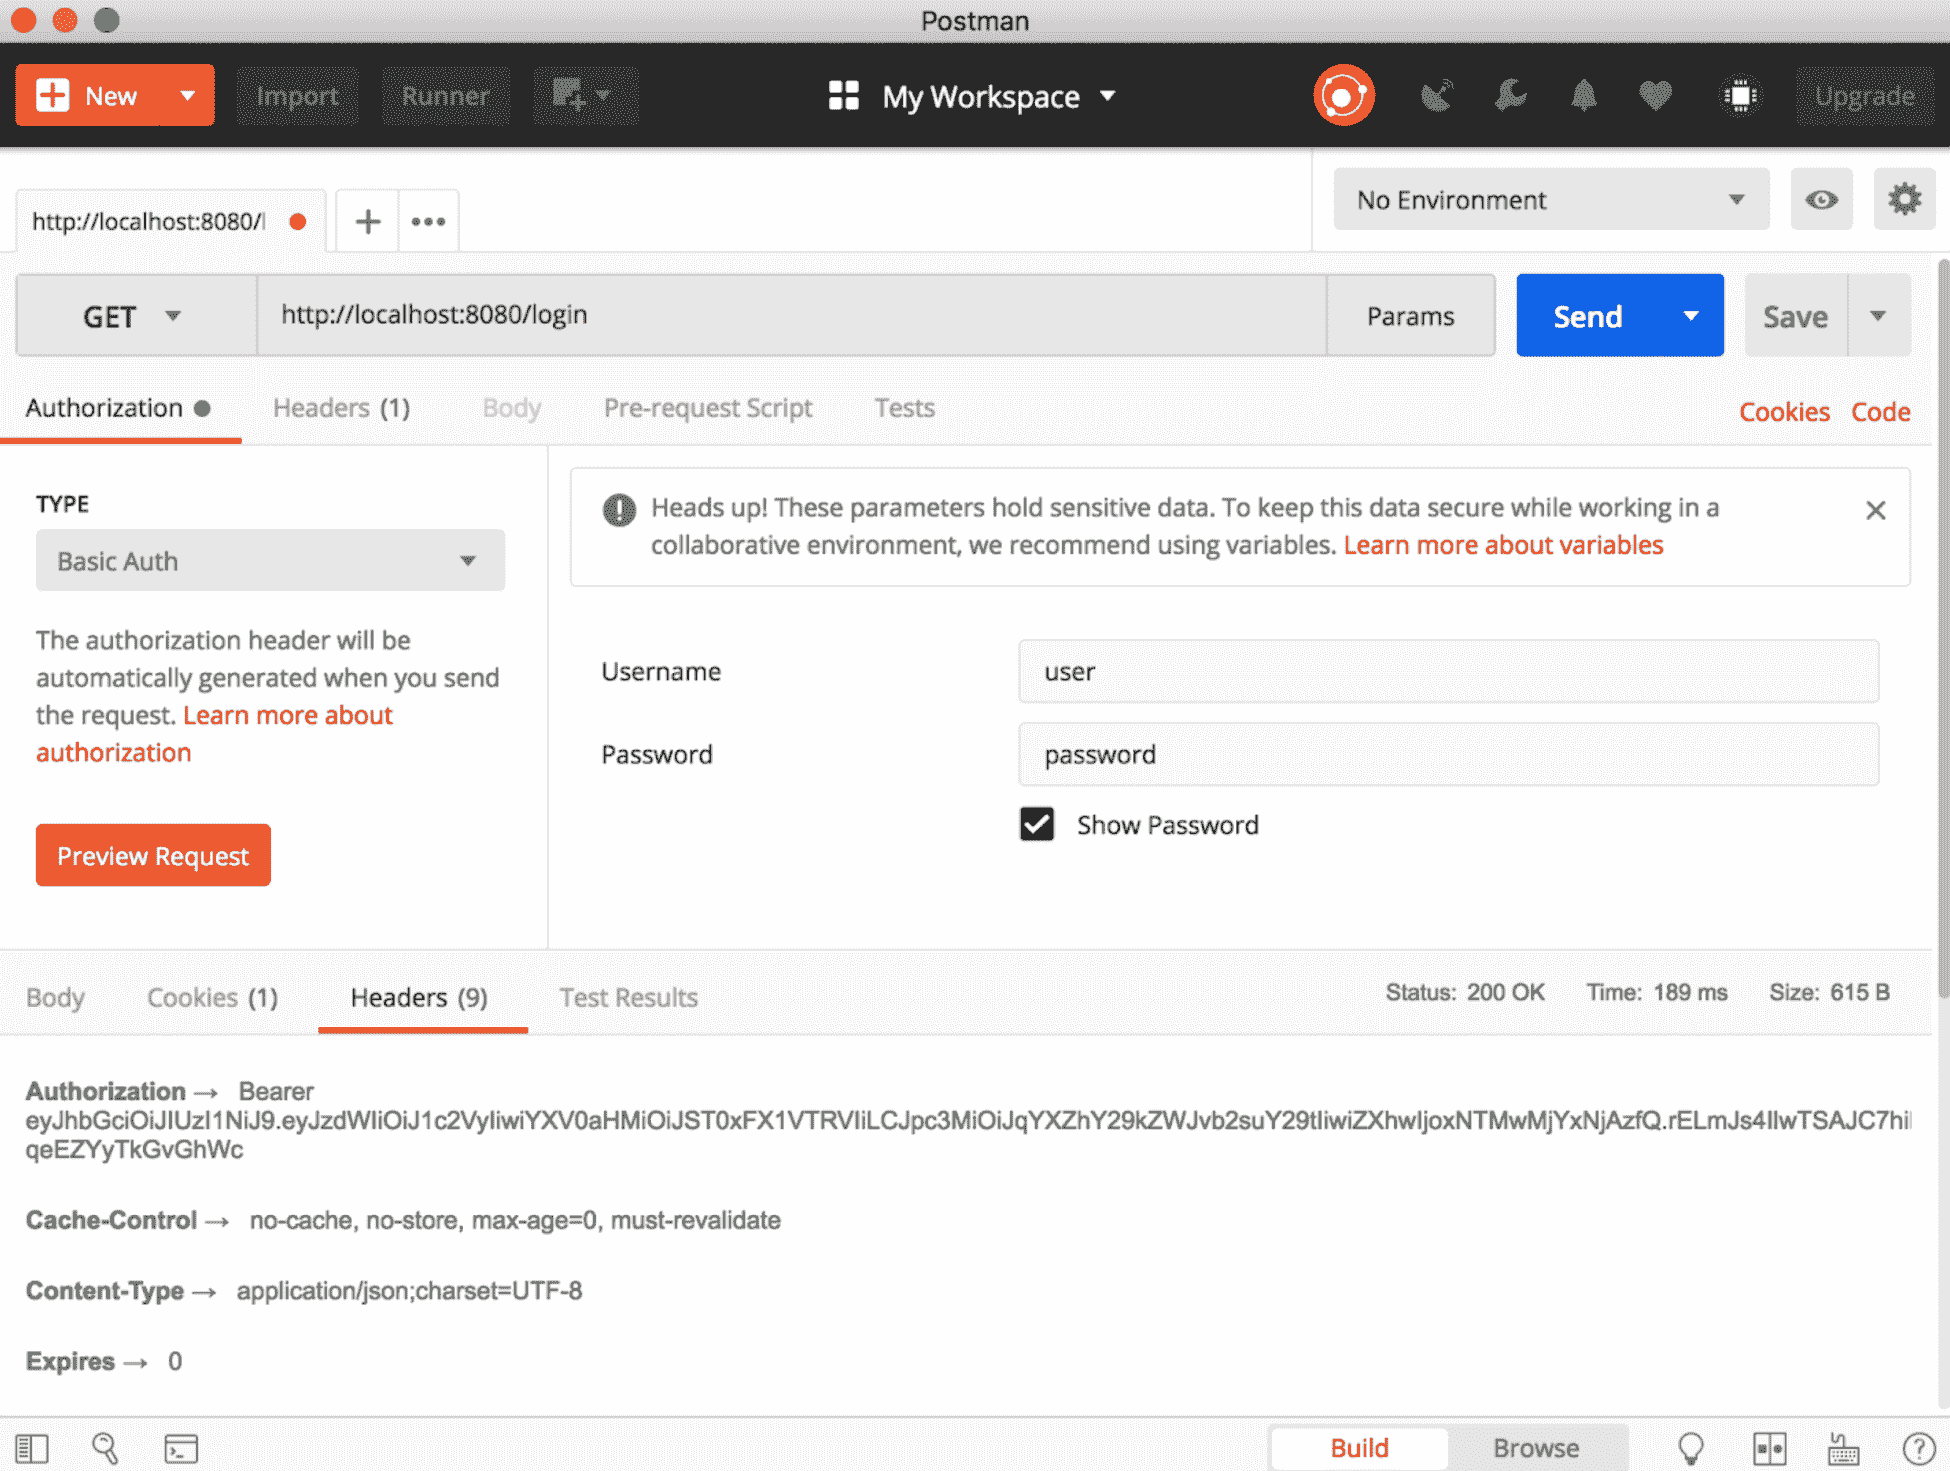 Postman
New
Import
Runner
My Workspace
Upgrade
http://localhost:8080/l
No Environment
GET
http://localhost:8080/login
Params
Send
Save
Authorization
Headers (1)
Body
Pre-request Script
Tests
Cookies
Code
TYPE
Basic Auth
The authorization header will be
automatically generated when you send
the request. Learn more about
authorization
Preview Request
Heads up! These parameters hold sensitive data. To keep this data secure while working in a
collaborative environment, we recommend using variables. Learn more about variables
Username
user
Password
password
Show Password
Body
Cookies (1)
Headers (9)
Test Results
Status: 200 OK
Time: 189 ms
Size: 615 B
Authorization → Bearer
eyJhbGciOiJIUzI1NiJ9.eyJzdWIiOiJ1c2VyIiwiYXV0aHMiOiJST0xFX1VTRVIiLCJpc3MiOiJqYXZhY29kZWJvb2suY29tIiwiZXhwIjoxNTMwMjYxNjAzfQ.rELmJs4IlwTSAJC7hi
qeEZYyTkGvGhWc
Cache-Control → no-cache, no-store, max-age=0, must-revalidate
Content-Type → application/json;charset=UTF-8
Expires → 0
Build
Browse